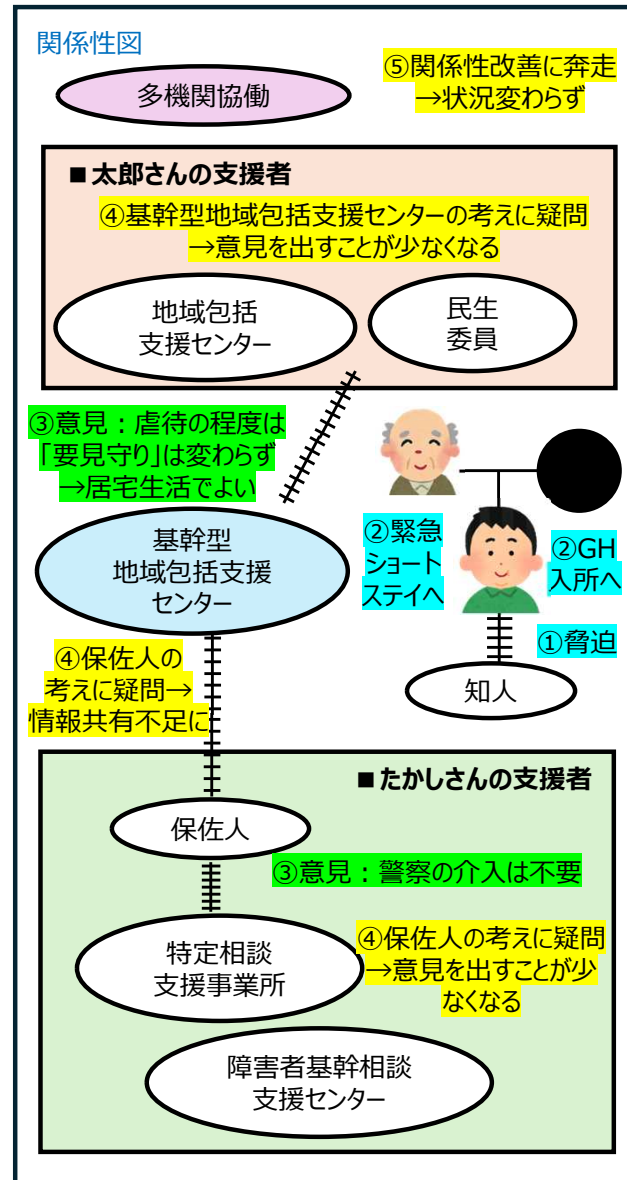 関係性図
多機関協働
⑤関係性改善に奔走
→状況変わらず
■太郎さんの支援者
④基幹型地域包括支援センターの考えに疑問
→意見を出すことが少なくなる
地域包括
支援センター
民生
委員
③意見：虐待の程度は
「要見守り」は変わらず
→居宅生活でよい
基幹型
地域包括支援
センター
②緊急
ショート
ステイへ
②GH
入所へ
①脅迫
知人
④保佐人の
考えに疑問→
情報共有不足に
■たかしさんの支援者
保佐人
③意見：警察の介入は不要
特定相談
支援事業所
④保佐人の考えに疑問
→意見を出すことが少
なくなる
障害者基幹相談
支援センター